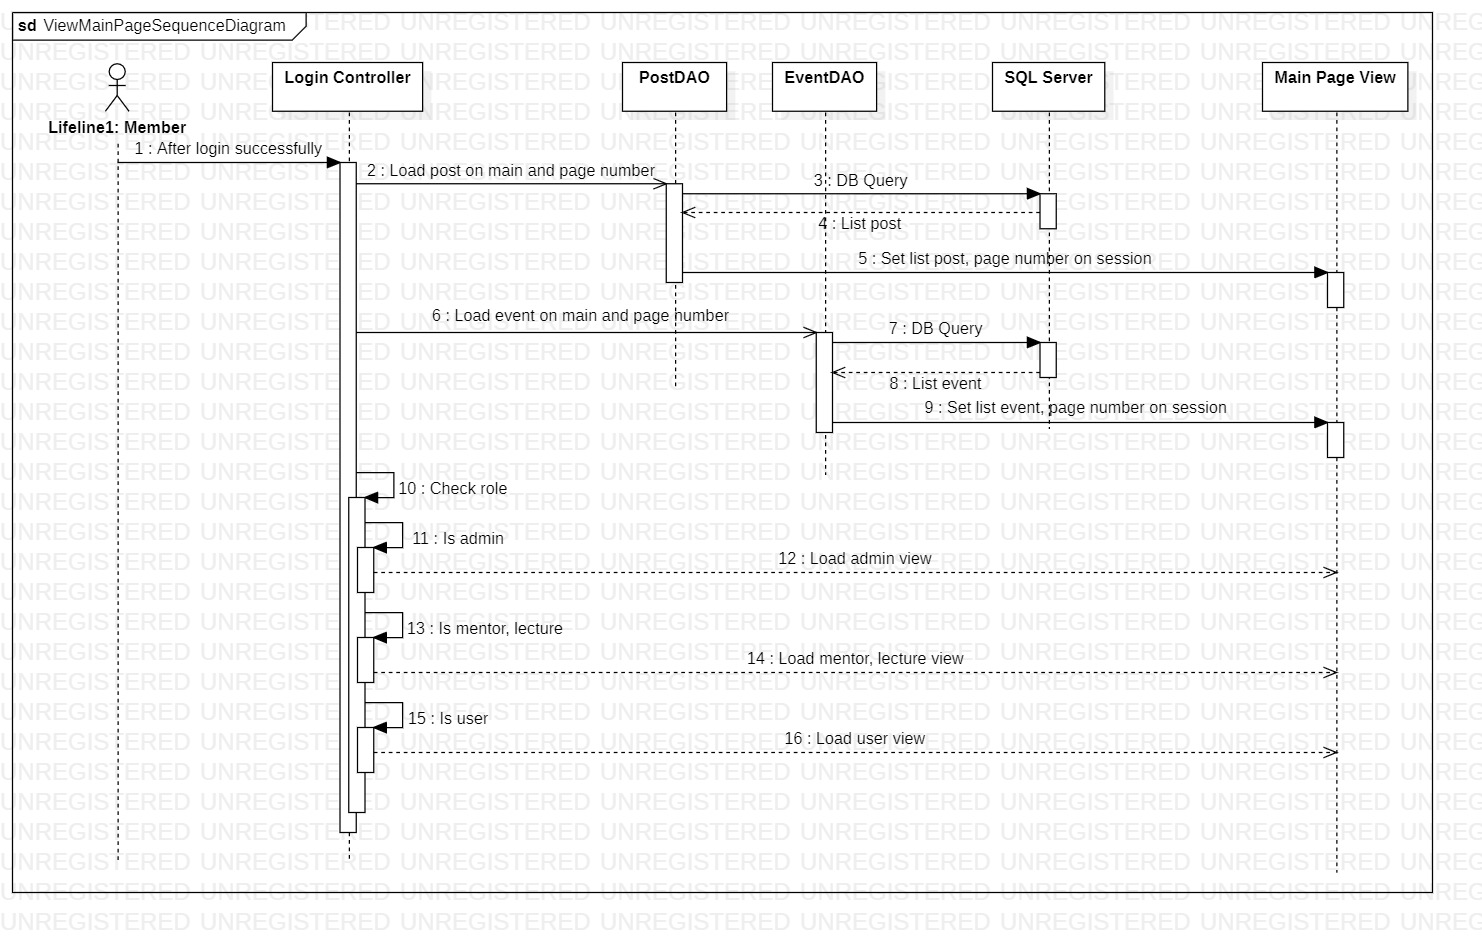 sd ViewMainPageSequenceDiagram
Login Controller
PostDAO
EventDAO
SQL Server
Main Page View
Lifeline1: Member
1 : After login successfully
2 : Load post on main and page number
3 : DB Query
4 : List post
5 : Set list post, page number on session
6 : Load event on main and page number
7 : DB Query
8 : List event
9 : Set list event, page number on session
10 : Check role
11 : Is admin
12 : Load admin view
13 : Is mentor, lecture
14 : Load mentor, lecture view
15 : Is user
16 : Load user view
UNREGISTERED